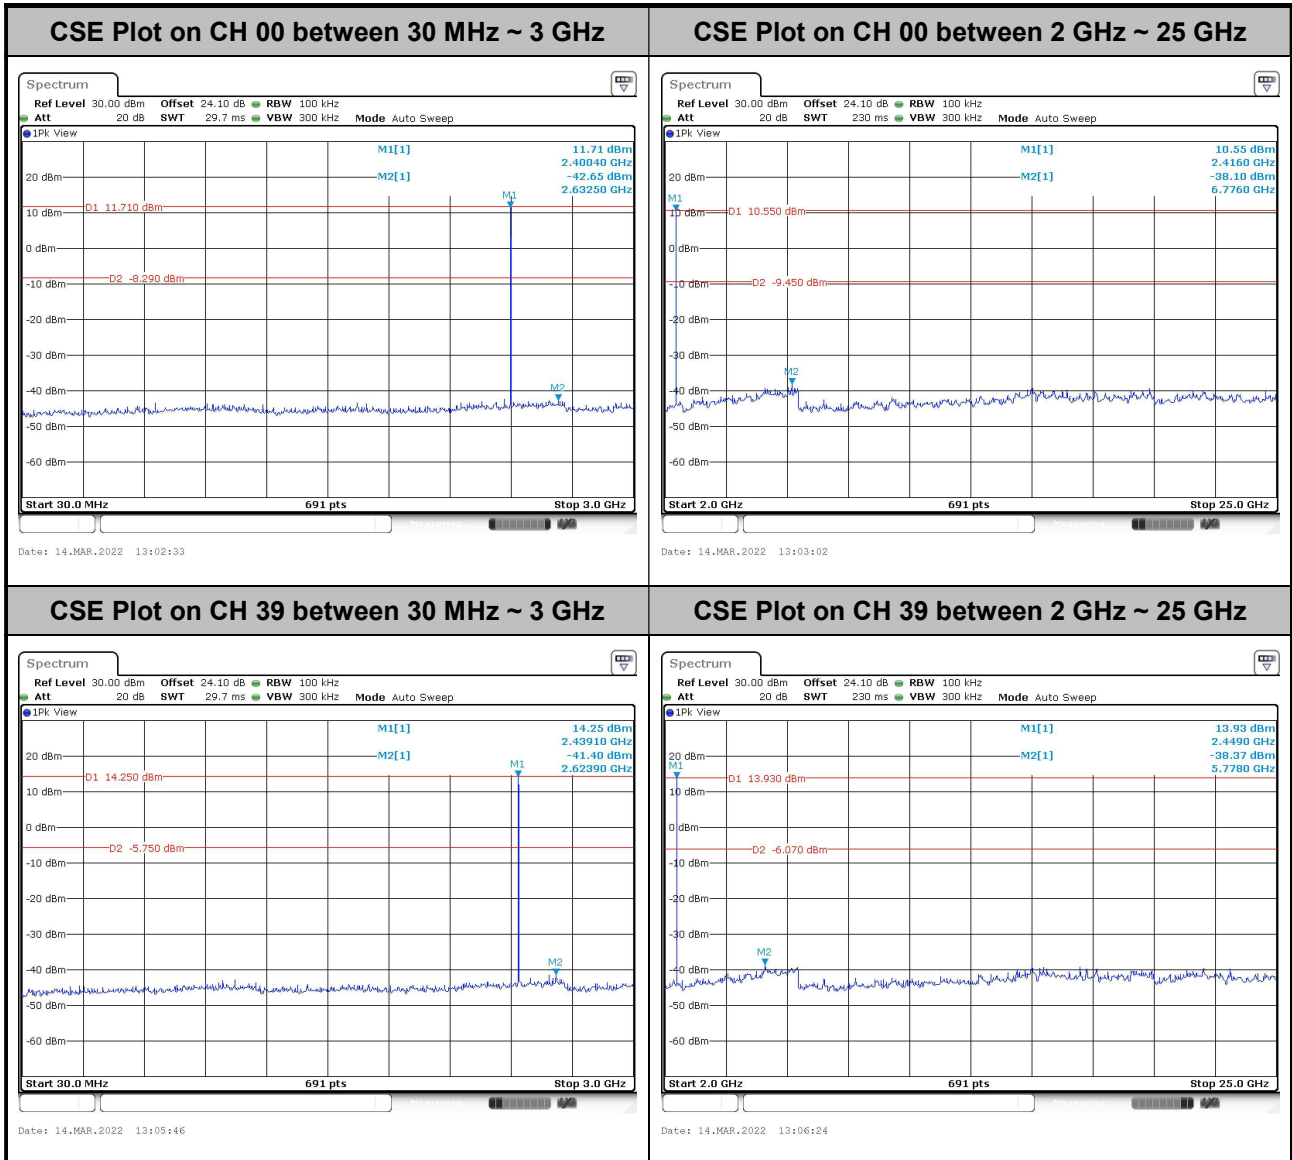 CSE Plot on CH 00 between 30 MHz ~ 3 GHz
Spectrum
Ref Level 30.00 dBm Offset 24.10 dB RBW 100 kHz
Att 20 dB SWT 29.7 ms VBW 300 kHz Mode Auto Sweep
1Pk View
M1[1] 11.71 dBm
2.40040 GHz
M2[1] -42.65 dBm
2.63250 GHz
20 dBm
M1
D1 11.710 dBm
10 dBm
0 dBm
D2 -8.290 dBm
-10 dBm
-20 dBm
-30 dBm
-40 dBm
M2
-50 dBm
-60 dBm
Start 30.0 MHz 691 pts Stop 3.0 GHz
Date: 14.MAR.2022 13:02:33
CSE Plot on CH 00 between 2 GHz ~ 25 GHz
Spectrum
Ref Level 30.00 dBm Offset 24.10 dB RBW 100 kHz
Att 20 dB SWT 230 ms VBW 300 kHz Mode Auto Sweep
1Pk View
M1[1] 10.55 dBm
2.4160 GHz
M2[1] -38.10 dBm
6.7760 GHz
20 dBm
M1
10 dBm
D1 10.550 dBm
0 dBm
-10 dBm
D2 -9.450 dBm
-20 dBm
-30 dBm
M2
-40 dBm
-50 dBm
-60 dBm
Start 2.0 GHz 691 pts Stop 25.0 GHz
Date: 14.MAR.2022 13:03:02
CSE Plot on CH 39 between 30 MHz ~ 3 GHz
Spectrum
Ref Level 30.00 dBm Offset 24.10 dB RBW 100 kHz
Att 20 dB SWT 29.7 ms VBW 300 kHz Mode Auto Sweep
1Pk View
M1[1] 14.25 dBm
2.43910 GHz
M2[1] -41.40 dBm
2.62390 GHz
20 dBm
M1
D1 14.250 dBm
10 dBm
0 dBm
D2 -5.750 dBm
-10 dBm
-20 dBm
-30 dBm
M2
-40 dBm
-50 dBm
-60 dBm
Start 30.0 MHz 691 pts Stop 3.0 GHz
Date: 14.MAR.2022 13:05:46
CSE Plot on CH 39 between 2 GHz ~ 25 GHz
Spectrum
Ref Level 30.00 dBm Offset 24.10 dB RBW 100 kHz
Att 20 dB SWT 230 ms VBW 300 kHz Mode Auto Sweep
1Pk View
M1[1] 13.93 dBm
2.4490 GHz
M2[1] -38.37 dBm
5.7780 GHz
20 dBm
M1
D1 13.930 dBm
10 dBm
0 dBm
D2 -6.070 dBm
-10 dBm
-20 dBm
-30 dBm
M2
-40 dBm
-50 dBm
-60 dBm
Start 2.0 GHz 691 pts Stop 25.0 GHz
Date: 14.MAR.2022 13:06:24